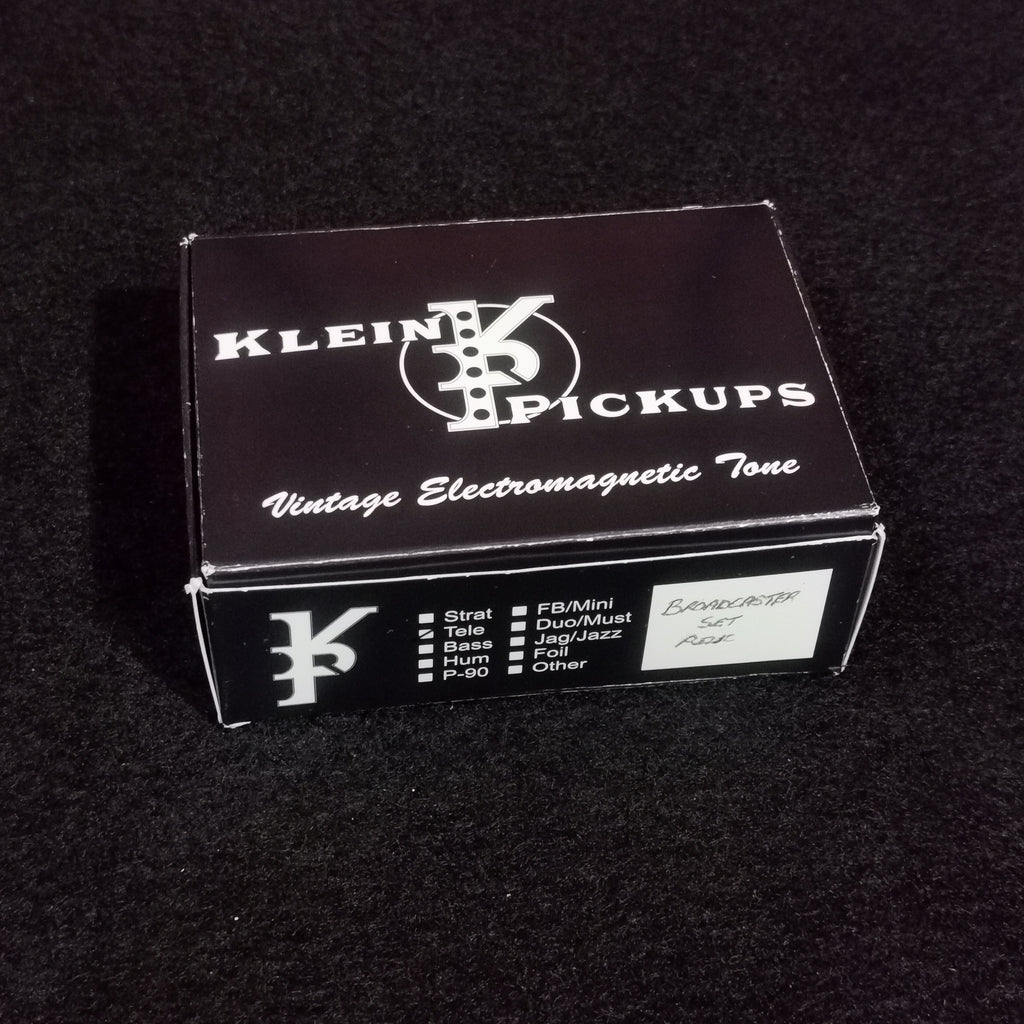 KLEIN
PICKUPS
Vintage Electromagnetic Tone
Strat
Tele
Bass
Hum
P-90
FB/Mini
Duo/Must
Jag/Jazz
Foil
Other
BROADCASTER
SET